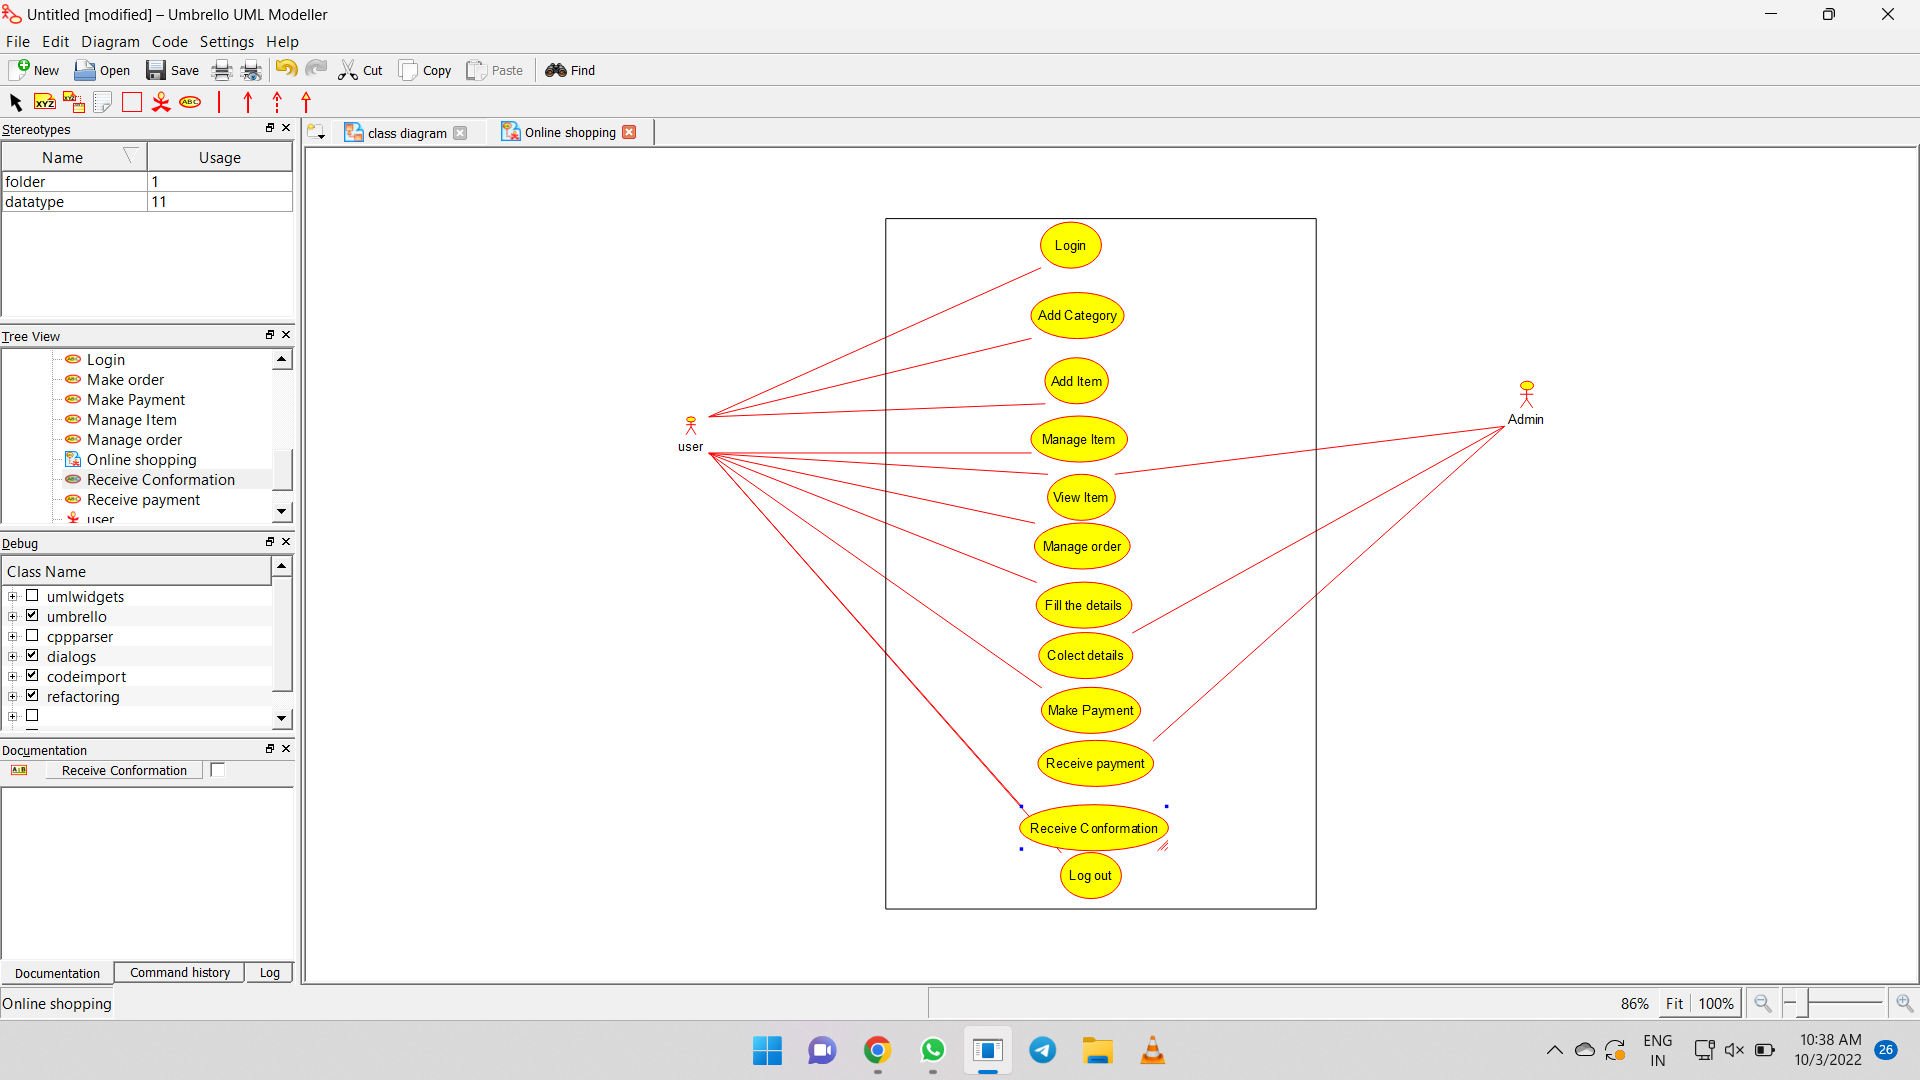 Untitled [modified] – Umbrello UML Modeller
File Edit Diagram Code Settings Help
New Open Save Cut Copy Paste Find
XYZ XYZ ABC
Stereotypes
Name Usage
folder 1
datatype 11
Tree View
Login
Make order
Make Payment
Manage Item
Manage order
Online shopping
Receive Conformation
Receive payment
user
Debug
Class Name
umlwidgets
umbrello
cppparser
dialogs
codeimport
refactoring
Documentation
Receive Conformation
Documentation Command history Log
Online shopping
class diagram Online shopping
Login
Add Category
Add Item
Manage Item
View Item
Manage order
Fill the details
Colect details
Make Payment
Receive payment
Receive Conformation
Log out
user
Admin
86% Fit 100%
ENG
IN
10:38 AM
10/3/2022
26